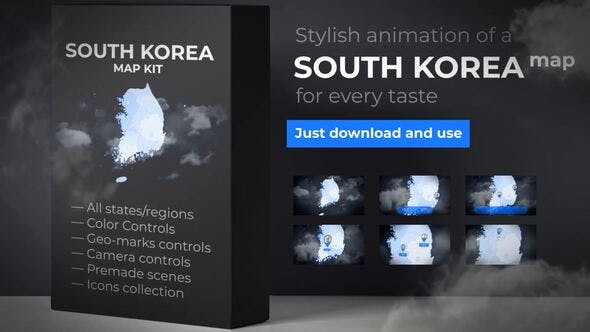 SOUTH KOREA
MAP KIT
— All states/regions
— Color Controls
— Geo-marks controls
— Camera controls
— Premade scenes
— Icons collection
Stylish animation of a
SOUTH KOREA map
for every taste
Just download and use